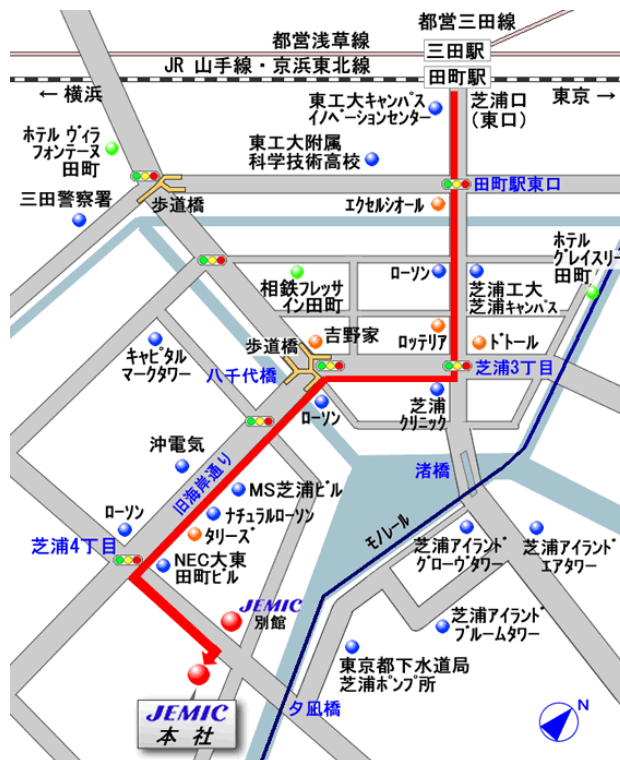 都営三田線
都営浅草線
三田駅
JR 山手線・京浜東北線
田町駅
← 横浜
東京 →
東工大キャンパス
イノベーションセンター
芝浦口
(東口)
ホテル ヴィラ
フォンテーヌ
田町
東工大附属
科学技術高校
田町駅東口
三田警察署
歩道橋
エクセルシオール
ホテル
グレイスリー
田町
相鉄フレッサ
イン田町
ローソン
芝浦工大
芝浦キャンパス
キャピタル
マークタワー
歩道橋
吉野家
ロッテリア
ドトール
八千代橋
芝浦3丁目
ローソン
芝浦
クリニック
沖電気
旧海岸通り
渚橋
MS芝浦ビル
ローソン
ナチュラルローソン
タリーズ
モノレール
芝浦4丁目
NEC大東
田町ビル
芝浦アイランド
グローヴタワー
芝浦アイランド
エアタワー
JEMIC
別館
芝浦アイランド
ブルームタワー
東京都下水道局
芝浦ポンプ所
JEMIC
本 社
夕凪橋
N